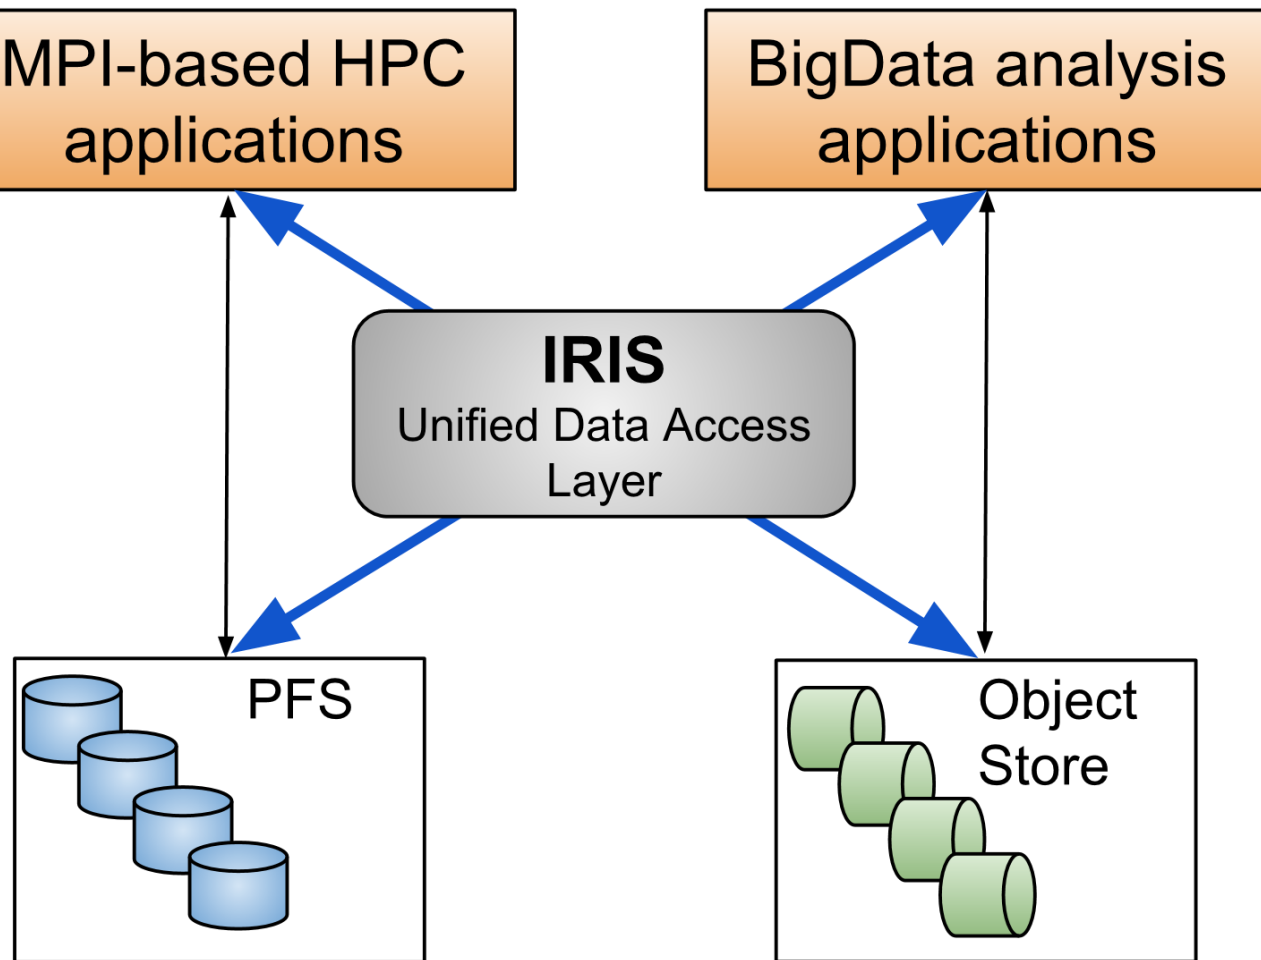 MPI-based HPC
applications
BigData analysis
applications
IRIS
Unified Data Access
Layer
PFS
Object
Store